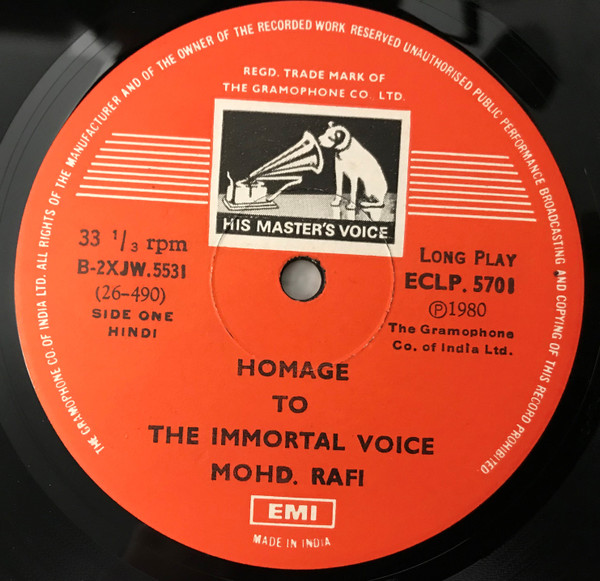 THE GRAMOPHONE CO. OF INDIA LTD. ALL RIGHTS OF THE MANUFACTURER AND OF THE OWNER OF THE RECORDED WORK RESERVED UNAUTHORISED PUBLIC PERFORMANCE BROADCASTING AND COPYING OF THIS RECORD PROHIBITED
REGD. TRADE MARK OF
THE GRAMOPHONE CO. LTD.
HIS MASTER'S VOICE
33 1/3 rpm
B-2XJW.5531
(26-490)
SIDE ONE
HINDI
LONG PLAY
ECLP. 5701
Ⓟ1980
The Gramophone
Co. of India Ltd.
HOMAGE
TO
THE IMMORTAL VOICE
MOHD. RAFI
EMI
MADE IN INDIA